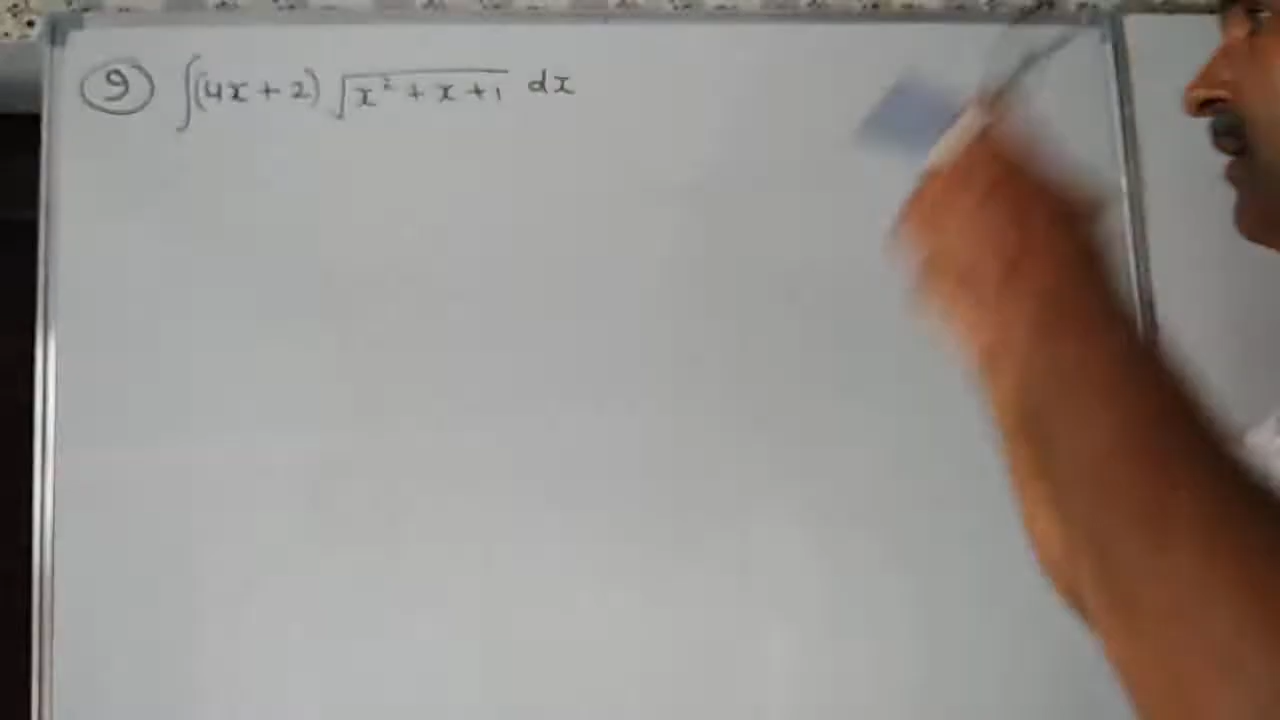 9 ∫(4x + 2) √(x² + x + 1) dx